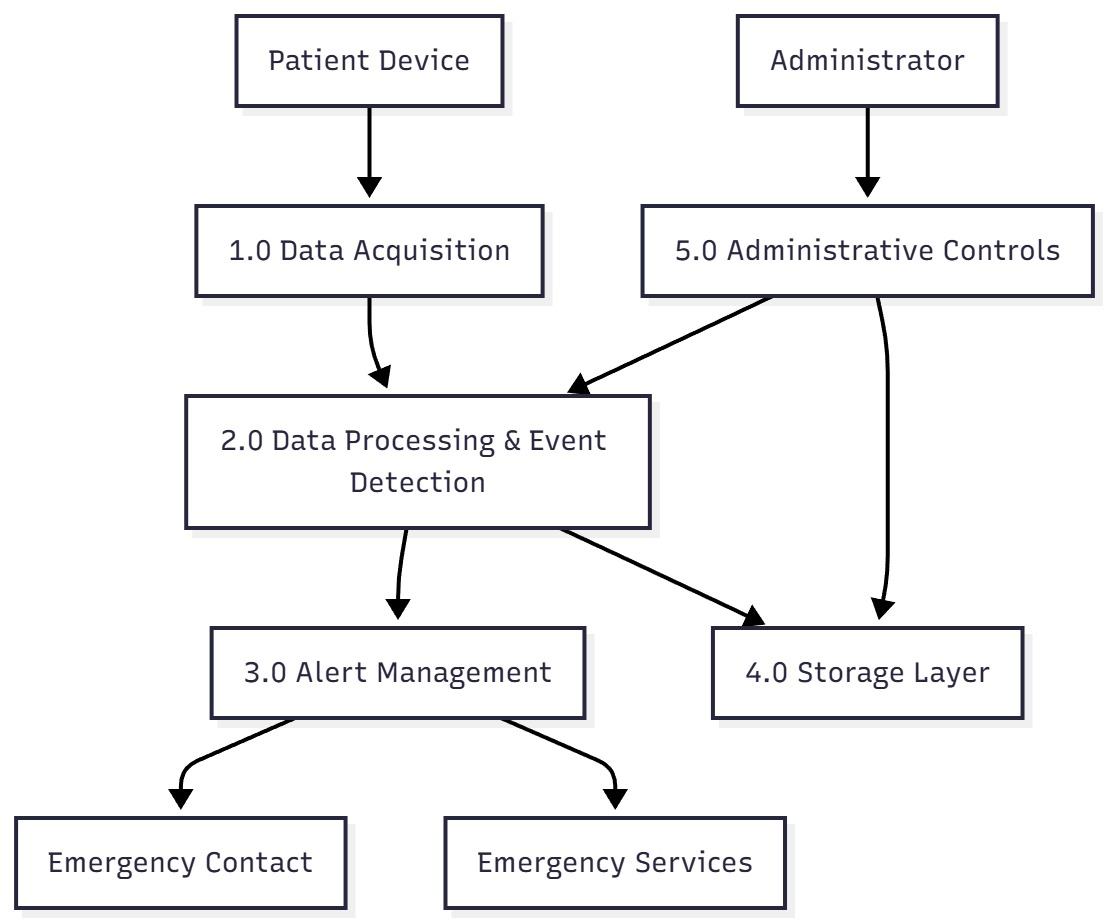 Patient Device
Administrator
1.0 Data Acquisition
5.0 Administrative Controls
2.0 Data Processing & Event
Detection
3.0 Alert Management
4.0 Storage Layer
Emergency Contact
Emergency Services